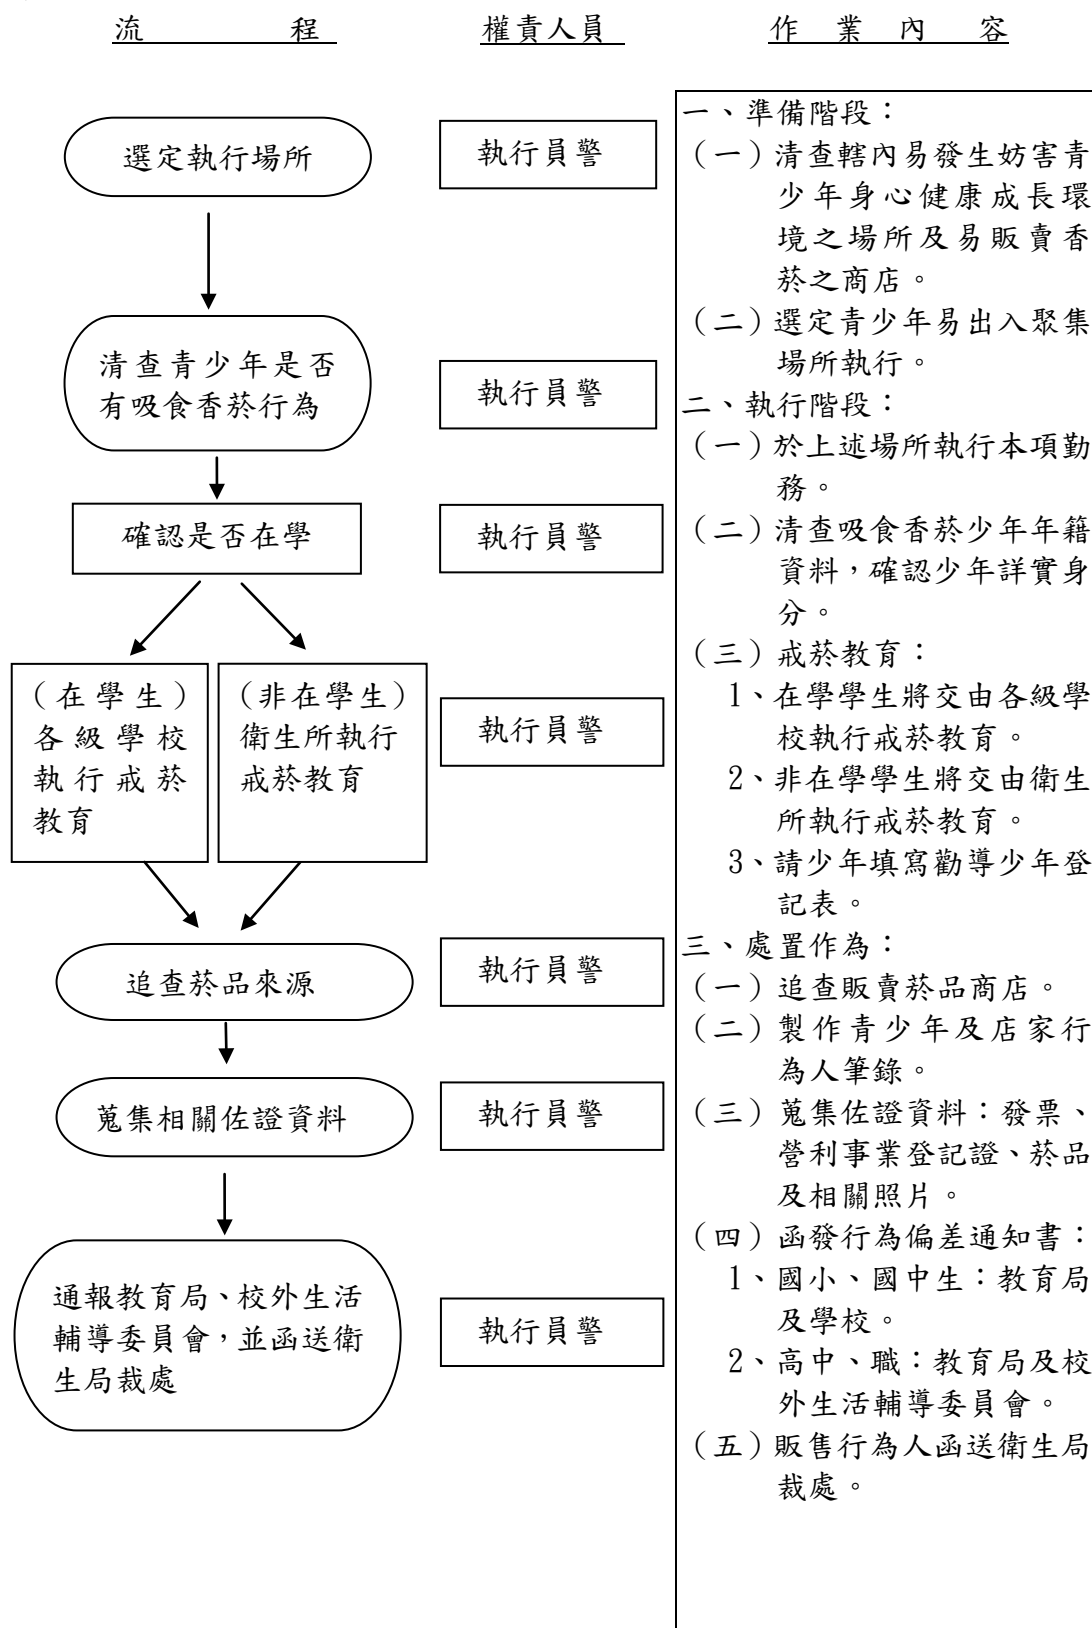 流　　　程　權責人員　作 業 內 容
選定執行場所
執行員警
清查青少年是否
有吸食香菸行為
執行員警
確認是否在學
執行員警
(在學生)
各級學校
執行戒菸
教育
(非在學生)
衛生所執行
戒菸教育
執行員警
追查菸品來源
執行員警
蒐集相關佐證資料
執行員警
通報教育局、校外生活
輔導委員會，並函送衛
生局裁處
執行員警
一、準備階段：
(一)清查轄內易發生妨害青
少年身心健康成長環
境之場所及易販賣香
菸之商店。
(二)選定青少年易出入聚集
場所執行。
二、執行階段：
(一)於上述場所執行本項勤
務。
(二)清查吸食香菸少年年籍
資料，確認少年詳實身
分。
(三)戒菸教育：
1、在學學生將交由各級學
校執行戒菸教育。
2、非在學學生將交由衛生
所執行戒菸教育。
3、請少年填寫勸導少年登
記表。
三、處置作為：
(一)追查販賣菸品商店。
(二)製作青少年及店家行
為人筆錄。
(三)蒐集佐證資料：發票、
營利事業登記證、菸品
及相關照片。
(四)函發行為偏差通知書：
1、國小、國中生：教育局
及學校。
2、高中、職：教育局及校
外生活輔導委員會。
(五)販售行為人函送衛生局
裁處。